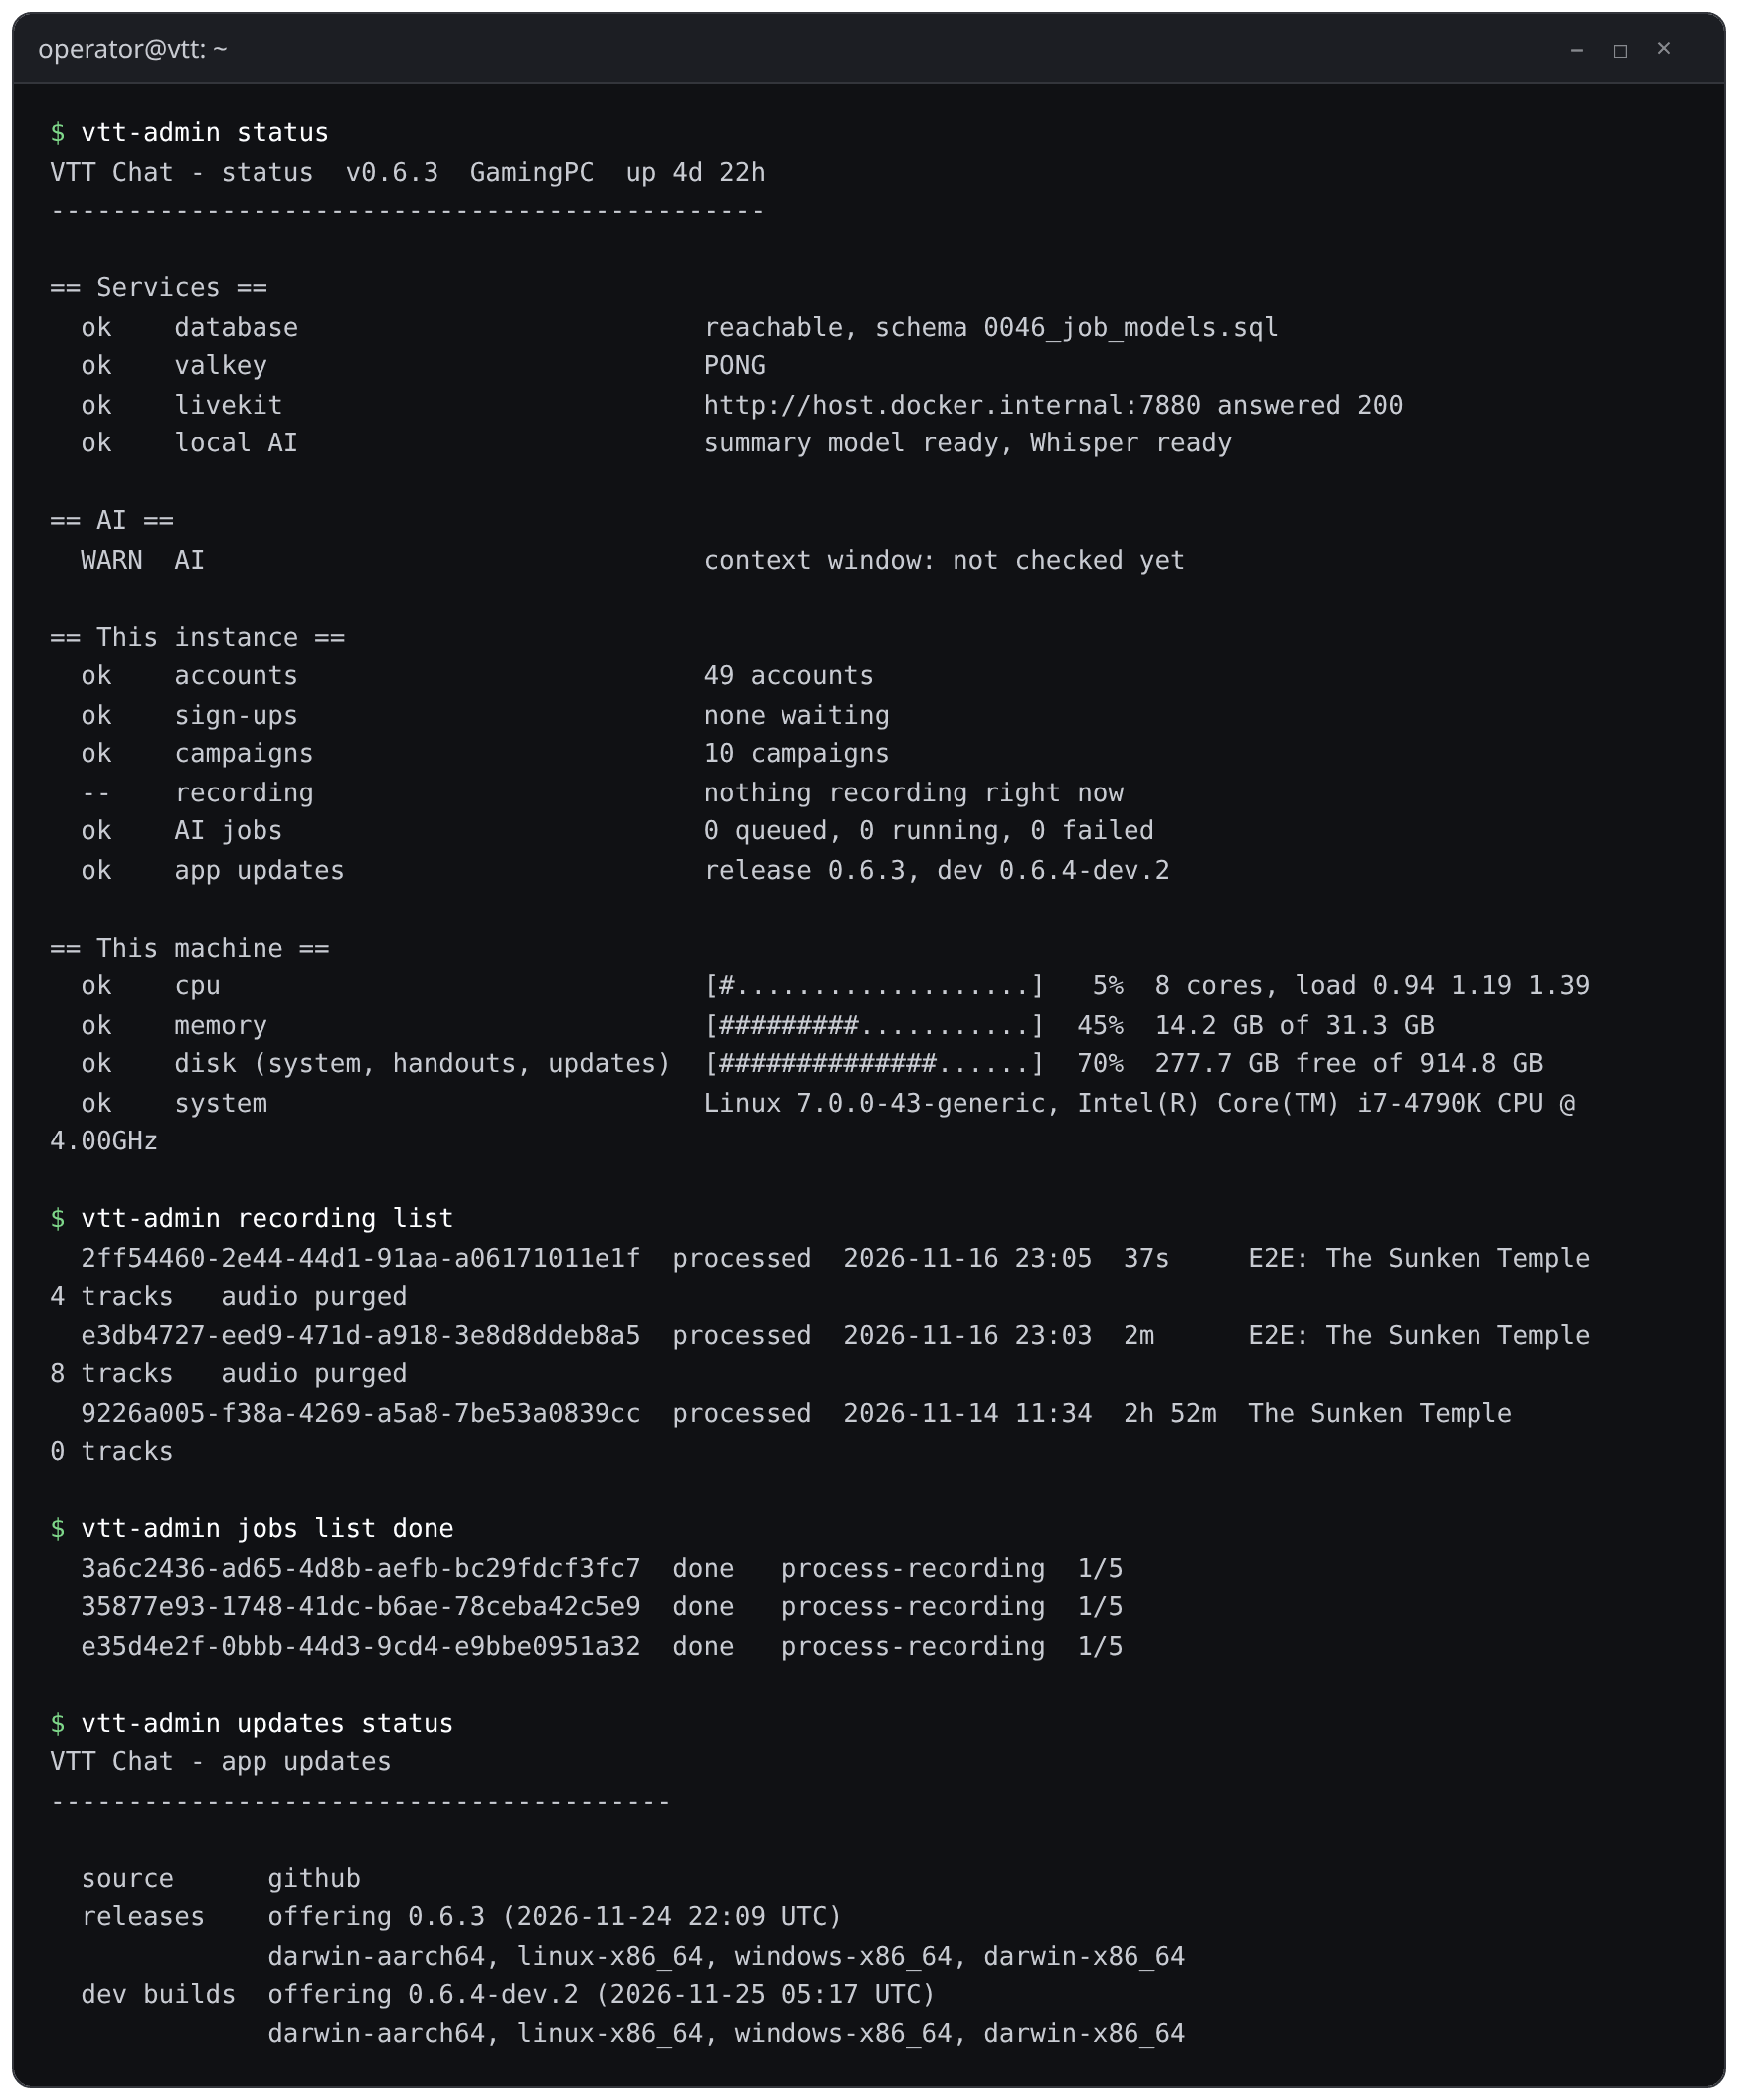 operator@vtt: ~
$ vtt-admin status
VTT Chat - status  v0.6.3  GamingPC  up 4d 22h
----------------------------------------------

== Services ==
  ok    database                          reachable, schema 0046_job_models.sql
  ok    valkey                            PONG
  ok    livekit                           http://host.docker.internal:7880 answered 200
  ok    local AI                          summary model ready, Whisper ready

== AI ==
  WARN  AI                                context window: not checked yet

== This instance ==
  ok    accounts                          49 accounts
  ok    sign-ups                          none waiting
  ok    campaigns                         10 campaigns
  --    recording                         nothing recording right now
  ok    AI jobs                           0 queued, 0 running, 0 failed
  ok    app updates                       release 0.6.3, dev 0.6.4-dev.2

== This machine ==
  ok    cpu                               [#...................]   5%  8 cores, load 0.94 1.19 1.39
  ok    memory                            [#########...........]  45%  14.2 GB of 31.3 GB
  ok    disk (system, handouts, updates)  [##############......]  70%  277.7 GB free of 914.8 GB
  ok    system                            Linux 7.0.0-43-generic, Intel(R) Core(TM) i7-4790K CPU @
4.00GHz

$ vtt-admin recording list
  2ff54460-2e44-44d1-91aa-a06171011e1f  processed  2026-11-16 23:05  37s     E2E: The Sunken Temple
4 tracks   audio purged
  e3db4727-eed9-471d-a918-3e8d8ddeb8a5  processed  2026-11-16 23:03  2m      E2E: The Sunken Temple
8 tracks   audio purged
  9226a005-f38a-4269-a5a8-7be53a0839cc  processed  2026-11-14 11:34  2h 52m  The Sunken Temple
0 tracks

$ vtt-admin jobs list done
  3a6c2436-ad65-4d8b-aefb-bc29fdcf3fc7  done   process-recording  1/5
  35877e93-1748-41dc-b6ae-78ceba42c5e9  done   process-recording  1/5
  e35d4e2f-0bbb-44d3-9cd4-e9bbe0951a32  done   process-recording  1/5

$ vtt-admin updates status
VTT Chat - app updates
----------------------------------------

  source      github
  releases    offering 0.6.3 (2026-11-24 22:09 UTC)
              darwin-aarch64, linux-x86_64, windows-x86_64, darwin-x86_64
  dev builds  offering 0.6.4-dev.2 (2026-11-25 05:17 UTC)
              darwin-aarch64, linux-x86_64, windows-x86_64, darwin-x86_64